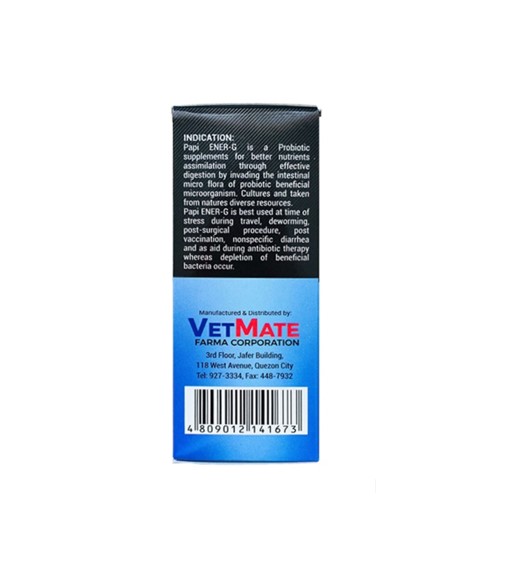 INDICATION:
Papi ENER-G is a Probiotic
supplements for better nutrients
assimilation through effective
digestion by invading the intestinal
micro flora of probiotic beneficial
microorganism. Cultures and taken
from natures diverse resources.
Papi ENER-G is best used at time of
stress during travel, deworming,
post-surgical procedure, post
vaccination, nonspecific diarrhea
and as aid during antibiotic therapy
whereas depletion of beneficial
bacteria occur.
Manufactured & Distributed by:
VETMATE
FARMA CORPORATION
3rd Floor, Jafer Building,
118 West Avenue, Quezon City
Tel: 927-3334, Fax: 448-7932
4 809012 141673